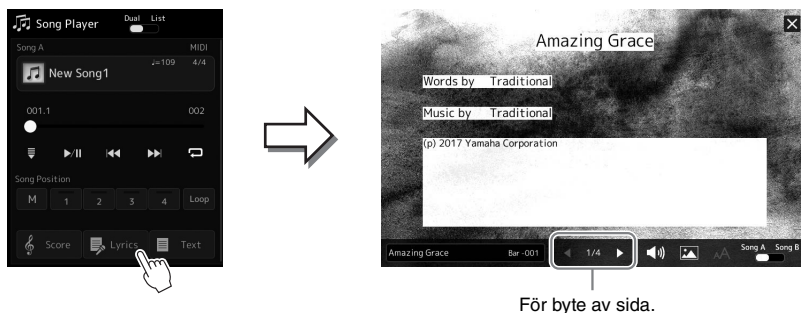 Song Player
Dual List
Song A MIDI
New Song1 ♩=109 4/4
001.1 002
Song Position
M 1 2 3 4 Loop
Score Lyrics Text
Amazing Grace
Words by Traditional
Music by Traditional
(p) 2017 Yamaha Corporation
Amazing Grace Bar -001 1/4 AA Song A Song B
För byte av sida.